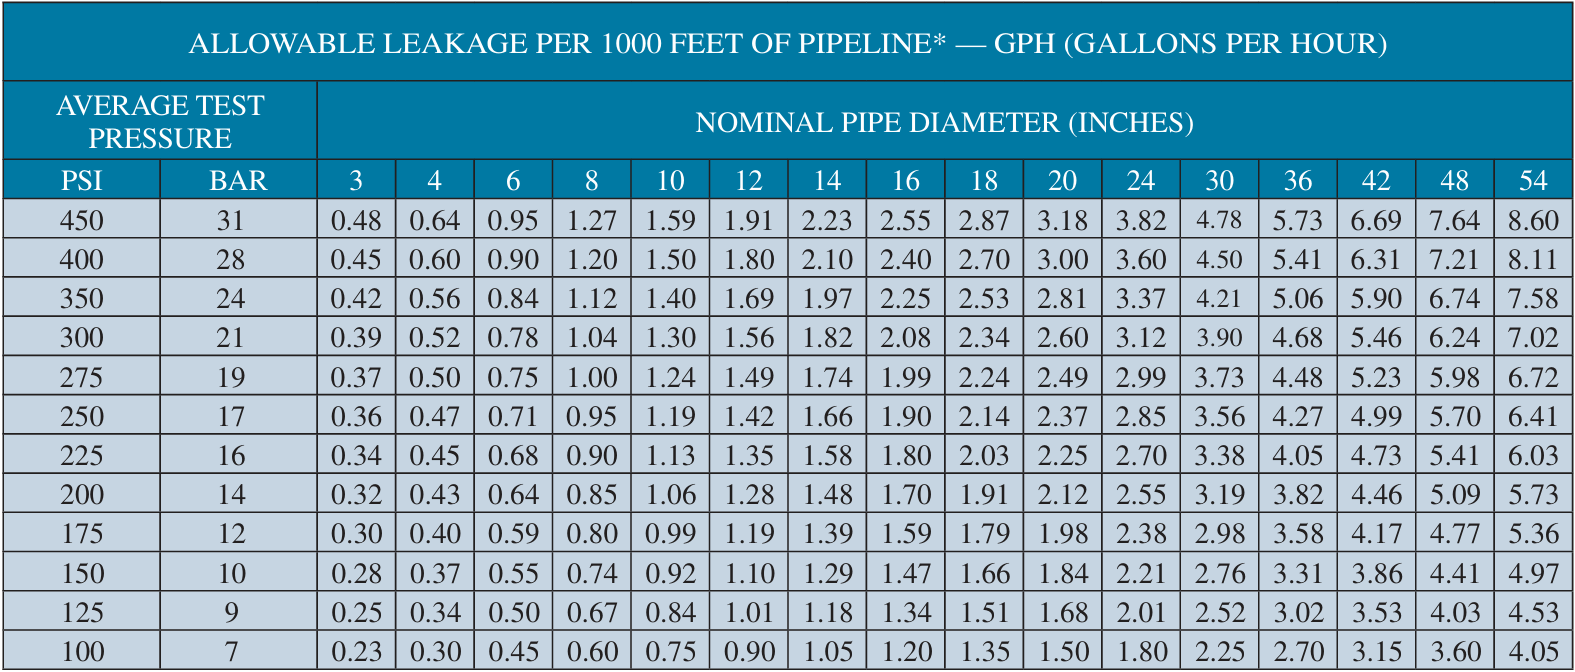 ALLOWABLE LEAKAGE PER 1000 FEET OF PIPELINE* — GPH (GALLONS PER HOUR)
AVERAGE TEST
PRESSURE
NOMINAL PIPE DIAMETER (INCHES)
PSI BAR 3 4 6 8 10 12 14 16 18 20 24 30 36 42 48 54
450 31 0.48 0.64 0.95 1.27 1.59 1.91 2.23 2.55 2.87 3.18 3.82 4.78 5.73 6.69 7.64 8.60
400 28 0.45 0.60 0.90 1.20 1.50 1.80 2.10 2.40 2.70 3.00 3.60 4.50 5.41 6.31 7.21 8.11
350 24 0.42 0.56 0.84 1.12 1.40 1.69 1.97 2.25 2.53 2.81 3.37 4.21 5.06 5.90 6.74 7.58
300 21 0.39 0.52 0.78 1.04 1.30 1.56 1.82 2.08 2.34 2.60 3.12 3.90 4.68 5.46 6.24 7.02
275 19 0.37 0.50 0.75 1.00 1.24 1.49 1.74 1.99 2.24 2.49 2.99 3.73 4.48 5.23 5.98 6.72
250 17 0.36 0.47 0.71 0.95 1.19 1.42 1.66 1.90 2.14 2.37 2.85 3.56 4.27 4.99 5.70 6.41
225 16 0.34 0.45 0.68 0.90 1.13 1.35 1.58 1.80 2.03 2.25 2.70 3.38 4.05 4.73 5.41 6.03
200 14 0.32 0.43 0.64 0.85 1.06 1.28 1.48 1.70 1.91 2.12 2.55 3.19 3.82 4.46 5.09 5.73
175 12 0.30 0.40 0.59 0.80 0.99 1.19 1.39 1.59 1.79 1.98 2.38 2.98 3.58 4.17 4.77 5.36
150 10 0.28 0.37 0.55 0.74 0.92 1.10 1.29 1.47 1.66 1.84 2.21 2.76 3.31 3.86 4.41 4.97
125 9 0.25 0.34 0.50 0.67 0.84 1.01 1.18 1.34 1.51 1.68 2.01 2.52 3.02 3.53 4.03 4.53
100 7 0.23 0.30 0.45 0.60 0.75 0.90 1.05 1.20 1.35 1.50 1.80 2.25 2.70 3.15 3.60 4.05